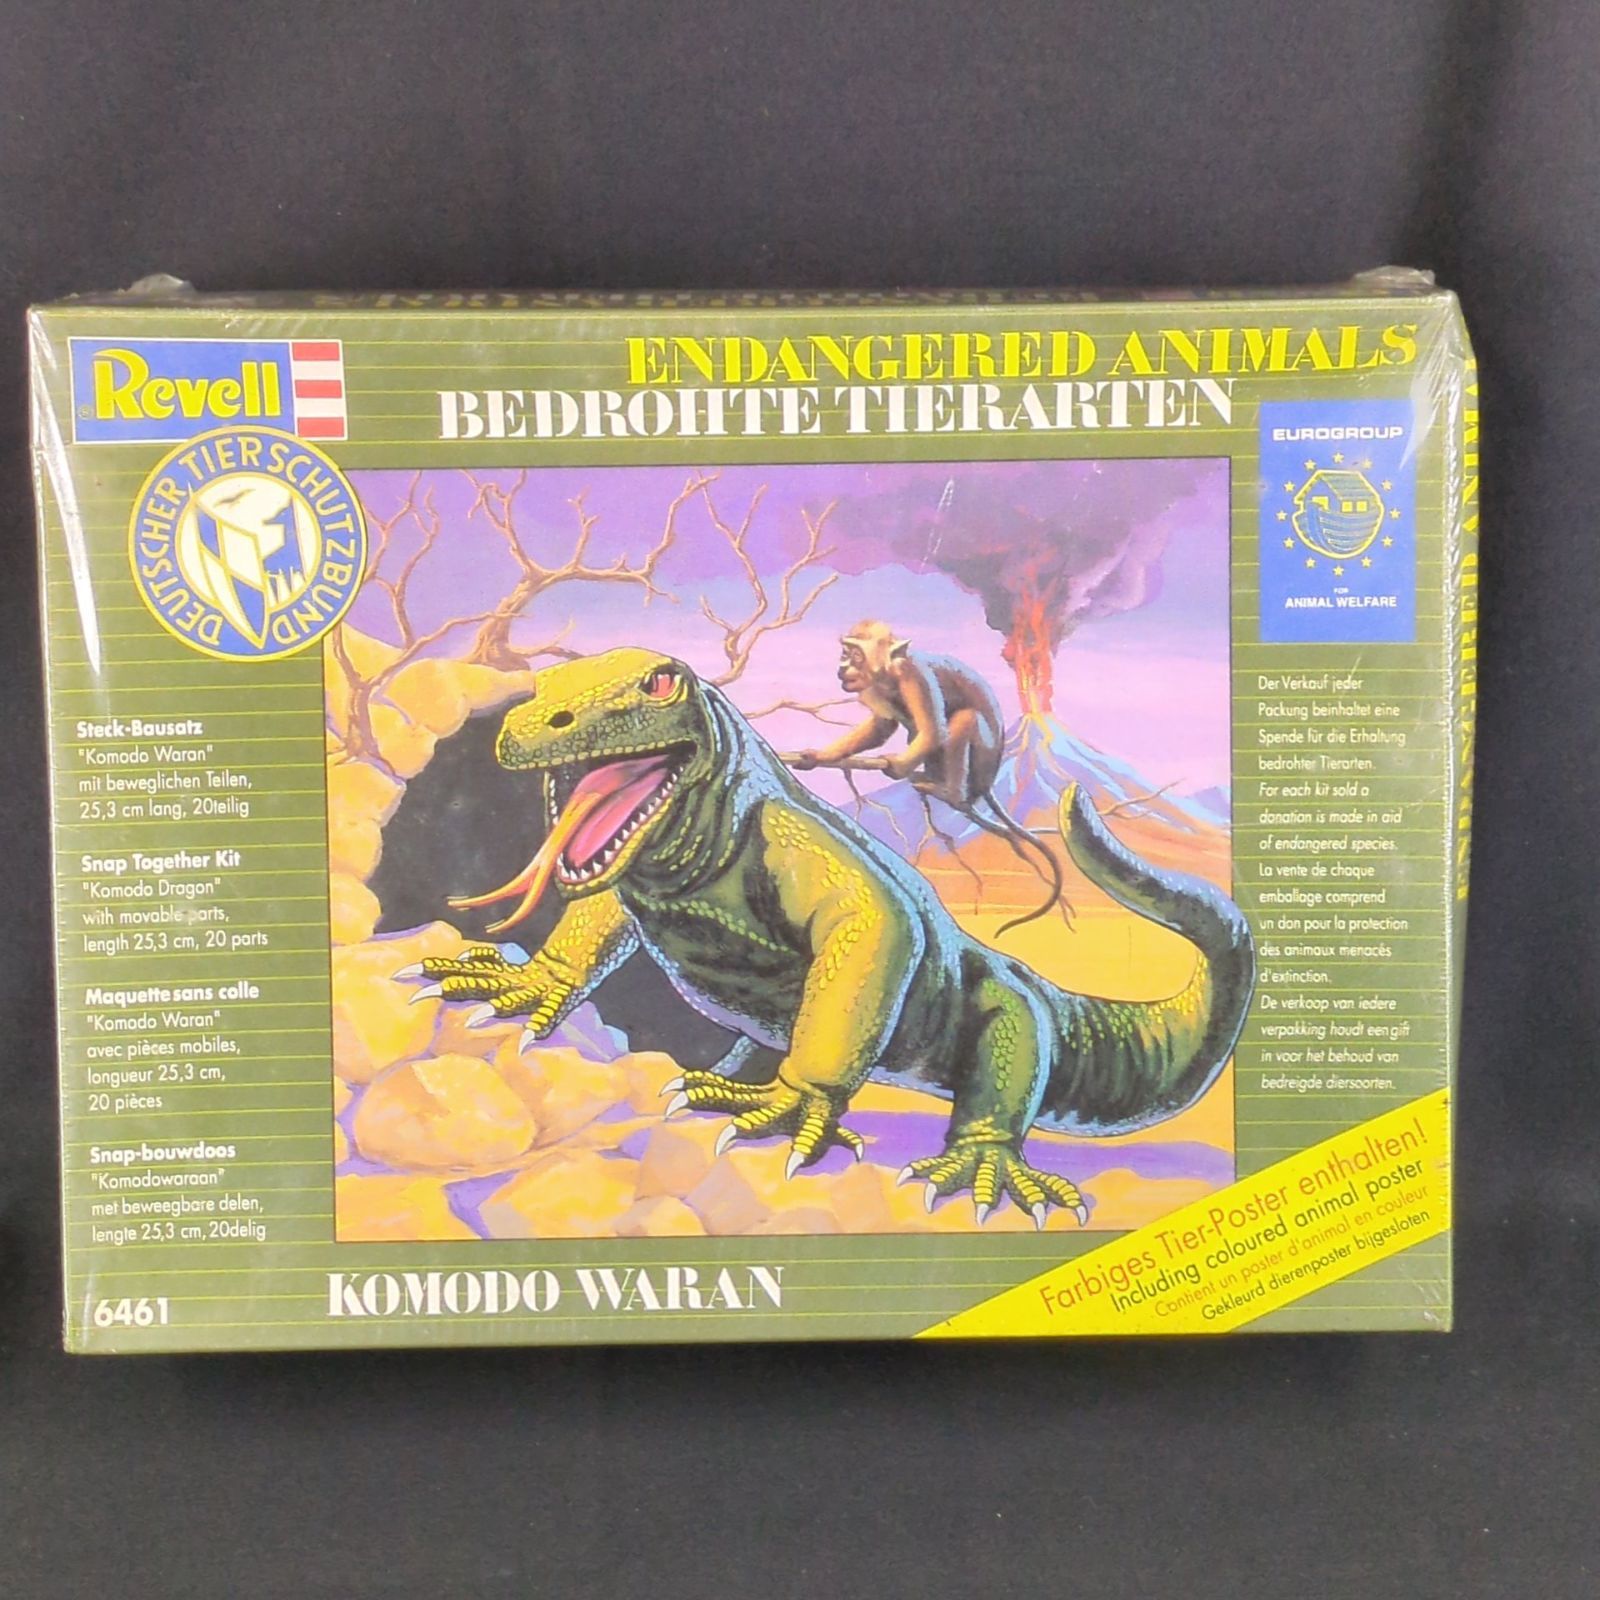 Revell
ENDANGERED ANIMALS
BEDROHTE TIERARTEN
DEUTSCHER TIERSCHUTZBUND
EUROGROUP
FOR
ANIMAL WELFARE
Steck-Bausatz
"Komodo Waran"
mit beweglichen Teilen,
25,3 cm lang, 20teilig
Snap Together Kit
"Komodo Dragon"
with movable parts,
length 25,3 cm, 20 parts
Maquette sans colle
"Komodo Waran"
avec pièces mobiles,
longueur 25,3 cm,
20 pièces
Snap-bouwdoos
"Komodowaraan"
met beweegbare delen,
lengte 25,3 cm, 20delig
6461
KOMODO WARAN
Der Verkauf jeder
Packung beinhaltet eine
Spende für die Erhaltung
bedrohter Tierarten.
For each kit sold a
donation is made in aid
of endangered species.
La vente de chaque
emballage comprend
un don pour la protection
des animaux menacés
d'extinction.
De verkoop van iedere
verpakking houdt een gift
in voor het behoud van
bedreigde diersoorten.
Farbiges Tier-Poster enthalten!
Including coloured animal poster
Contient un poster d'animal en couleur
Gekleurd dierenposter bijgesloten